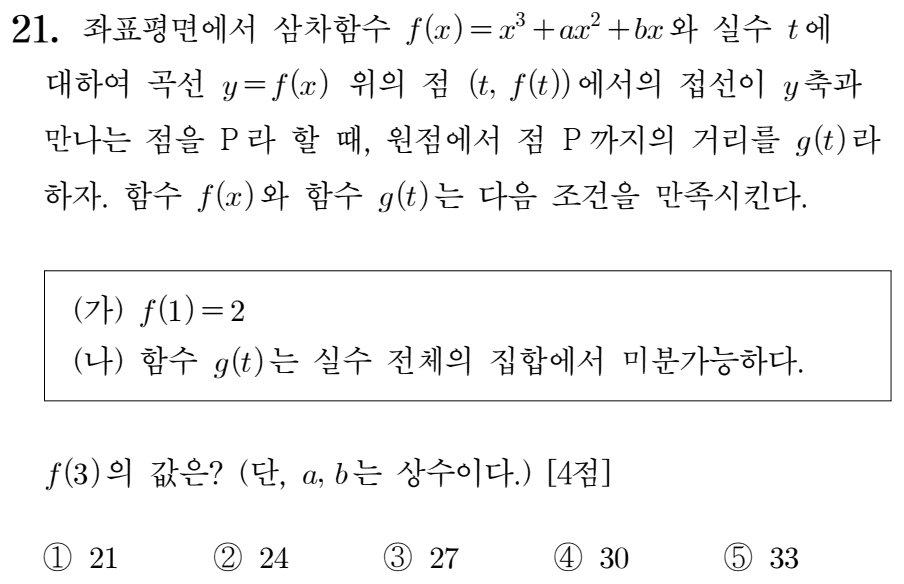 21. 좌표평면에서 삼차함수 f(x)=x³+ax²+bx와 실수 t에
대하여 곡선 y=f(x) 위의 점 (t, f(t))에서의 접선이 y축과
만나는 점을 P라 할 때, 원점에서 점 P까지의 거리를 g(t)라
하자. 함수 f(x)와 함수 g(t)는 다음 조건을 만족시킨다.
(가) f(1)=2
(나) 함수 g(t)는 실수 전체의 집합에서 미분가능하다.
f(3)의 값은? (단, a, b는 상수이다.) [4점]
① 21 ② 24 ③ 27 ④ 30 ⑤ 33